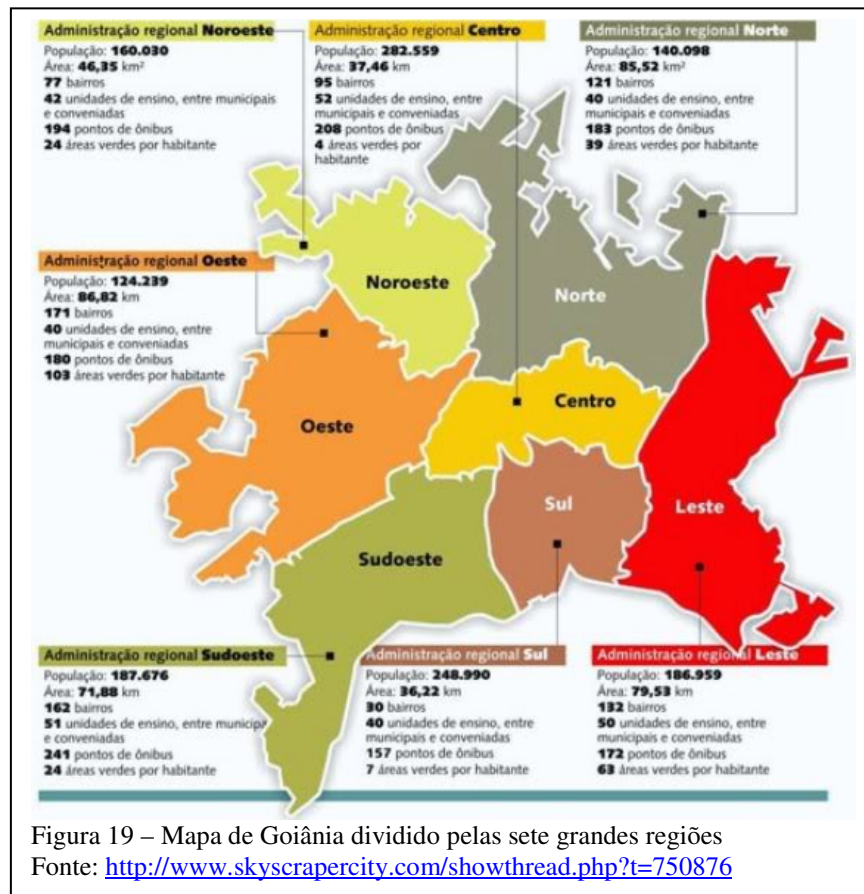 Administração regional Noroeste
População: 160.030
Área: 46,35 km²
77 bairros
42 unidades de ensino, entre municipais
e conveniadas
194 pontos de ônibus
24 áreas verdes por habitante
Administração regional Centro
População: 282.559
Área: 37,46 km
95 bairros
52 unidades de ensino, entre
municipais e conveniadas
208 pontos de ônibus
4 áreas verdes por
habitante
Administração regional Norte
População: 140.098
Área: 85,52 km²
121 bairros
40 unidades de ensino, entre
municipais e conveniadas
183 pontos de ônibus
39 áreas verdes por habitante
Administração regional Oeste
População: 124.239
Área: 86,82 km
171 bairros
40 unidades de ensino, entre
municipais e conveniadas
180 pontos de ônibus
103 áreas verdes por habitante
Noroeste
Norte
Centro
Oeste
Sul
Leste
Sudoeste
Administração regional Sudoeste
População: 187.676
Área: 71,88 km
162 bairros
51 unidades de ensino, entre municipa
e conveniadas
241 pontos de ônibus
24 áreas verdes por habitante
Administração regional Sul
População: 248.990
Área: 36,22 km
30 bairros
40 unidades de ensino, entre
municipais e conveniadas
157 pontos de ônibus
7 áreas verdes por habitante
Administração regional Leste
População: 186.959
Área: 79,53 km
132 bairros
50 unidades de ensino, entre
municipais e conveniadas
172 pontos de ônibus
63 áreas verdes por habitante
Figura 19 – Mapa de Goiânia dividido pelas sete grandes regiões
Fonte: http://www.skyscrapercity.com/showthread.php?t=750876